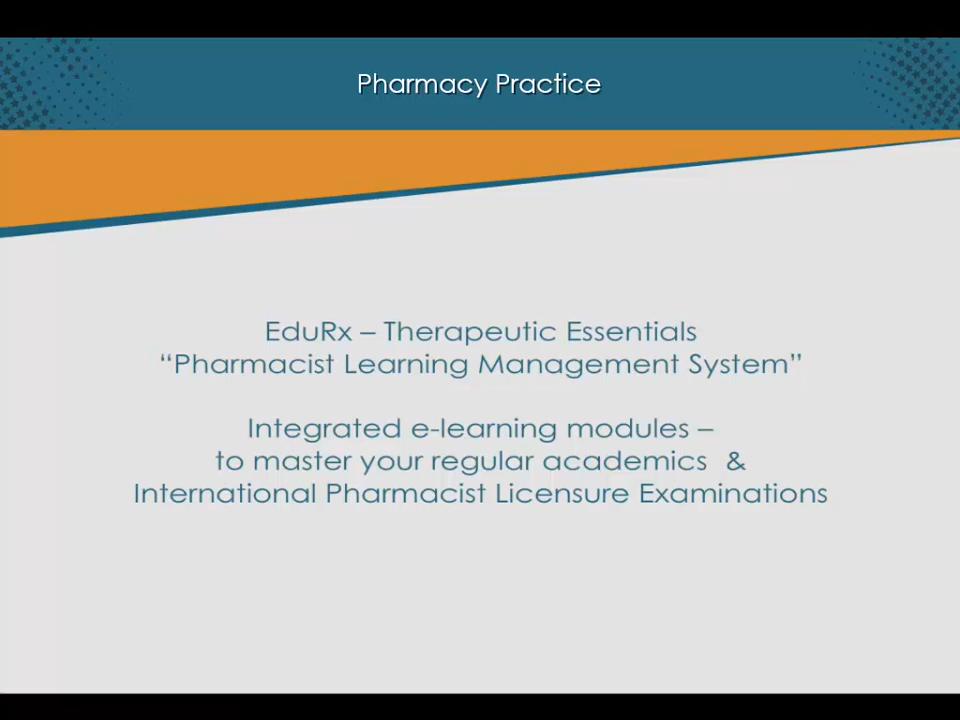 Pharmacy Practice
EduRx – Therapeutic Essentials
“Pharmacist Learning Management System”
Integrated e-learning modules –
to master your regular academics &
International Pharmacist Licensure Examinations